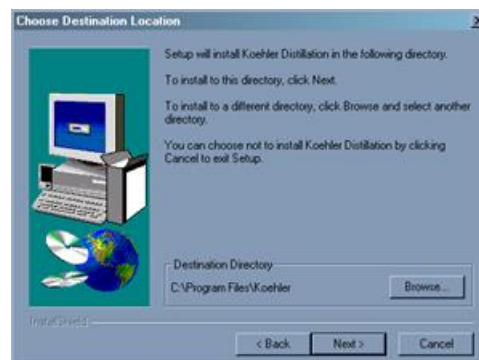 Choose Destination Location
Setup will install Koehler Distillation in the following directory.
To install to this directory, click Next.
To install to a different directory, click Browse and select another
directory.
You can choose not to install Koehler Distillation by clicking
Cancel to exit Setup.
Destination Directory
C:\Program Files\Koehler
Browse...
InstallShield
< Back
Next >
Cancel